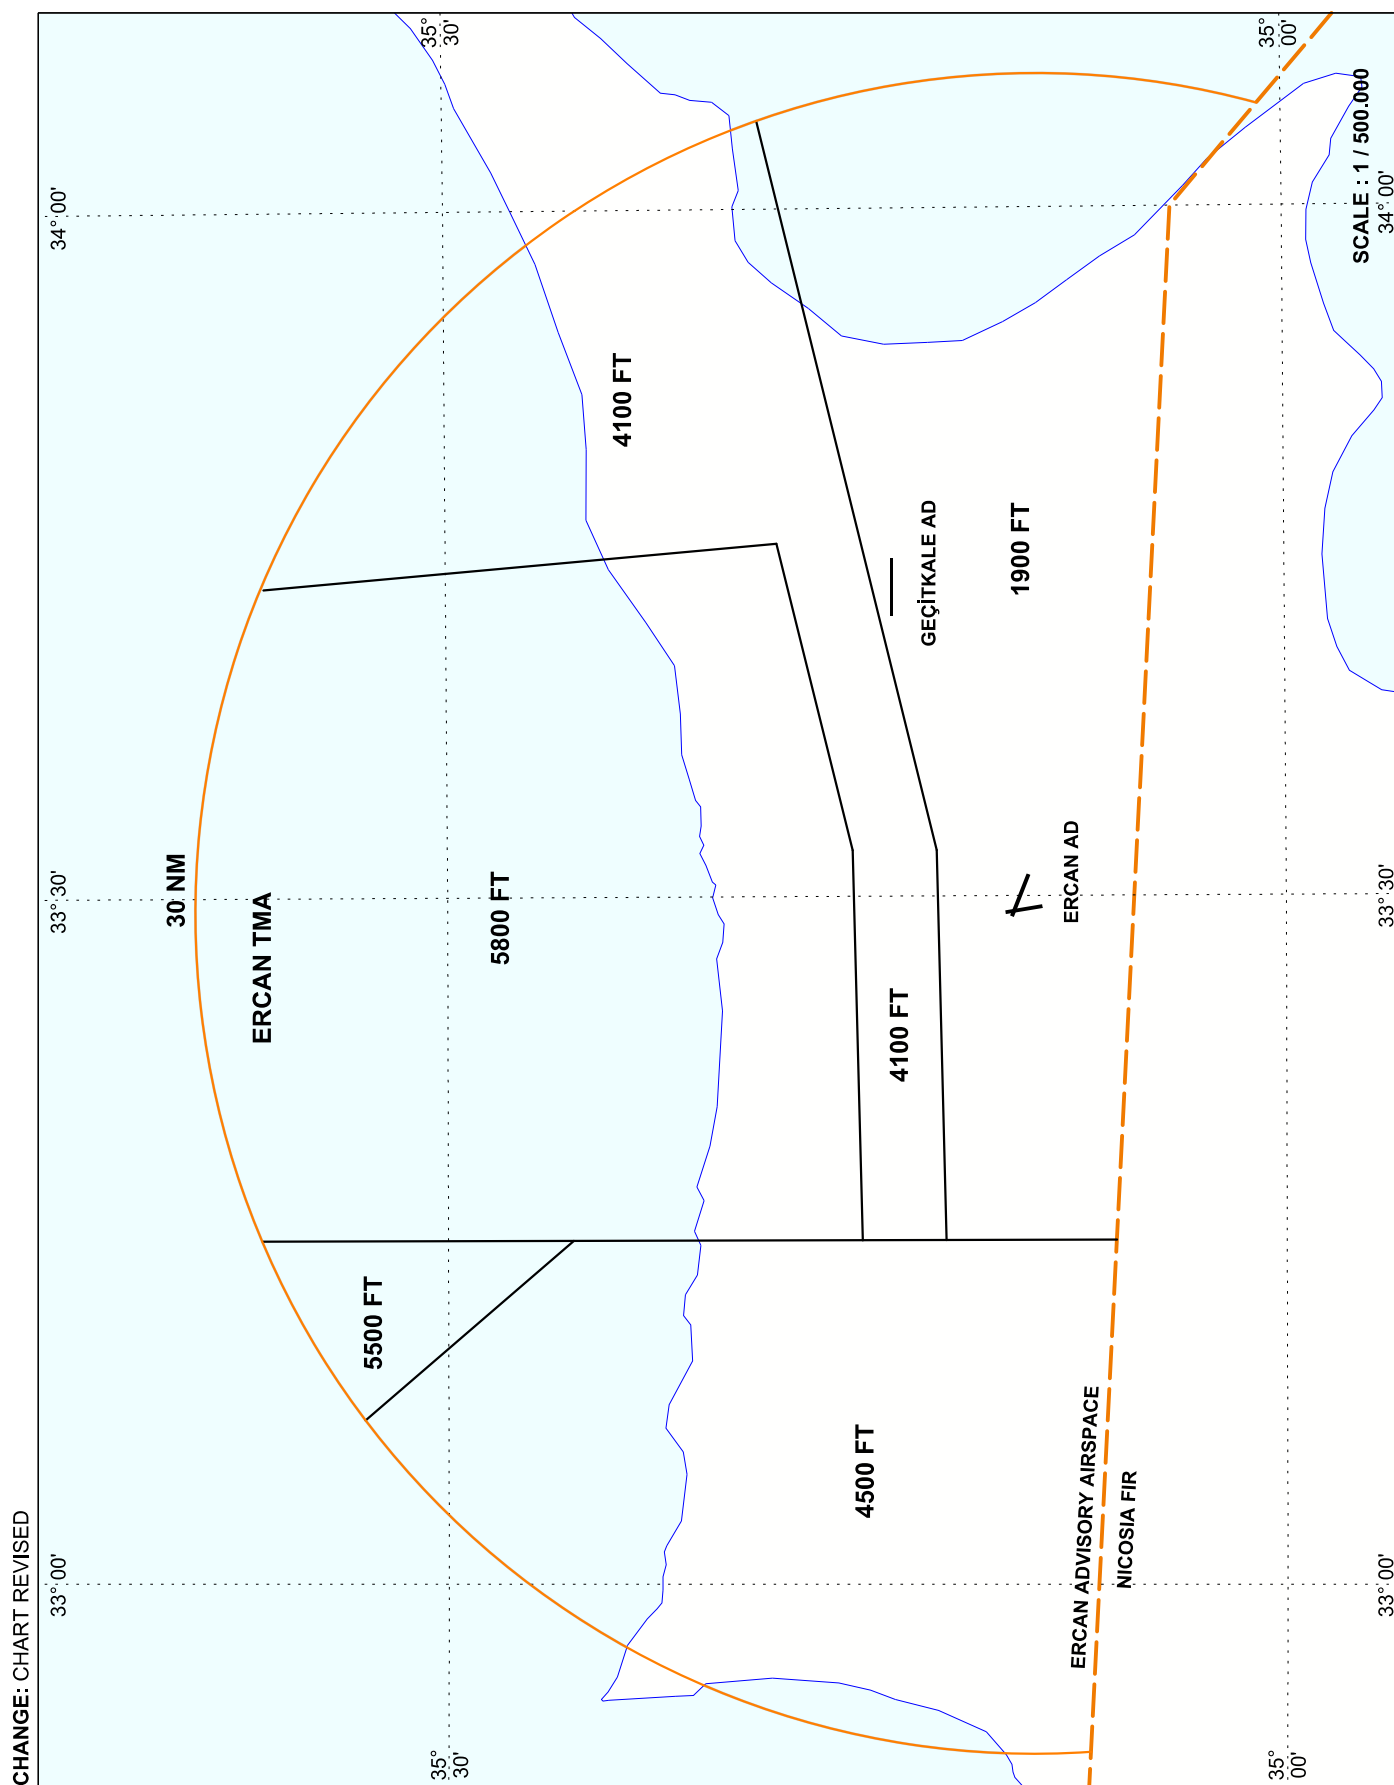 CHANGE: CHART REVISED
33° 00'
33° 30'
34° 00'
35°
30'
35°
30'
30 NM
ERCAN TMA
5500 FT
5800 FT
4100 FT
4500 FT
4100 FT
GEÇİTKALE AD
1900 FT
ERCAN AD
ERCAN ADVISORY AIRSPACE
NICOSIA FIR
35°
00'
35°
00'
SCALE : 1 / 500.000
33° 00'
33° 30'
34° 00'